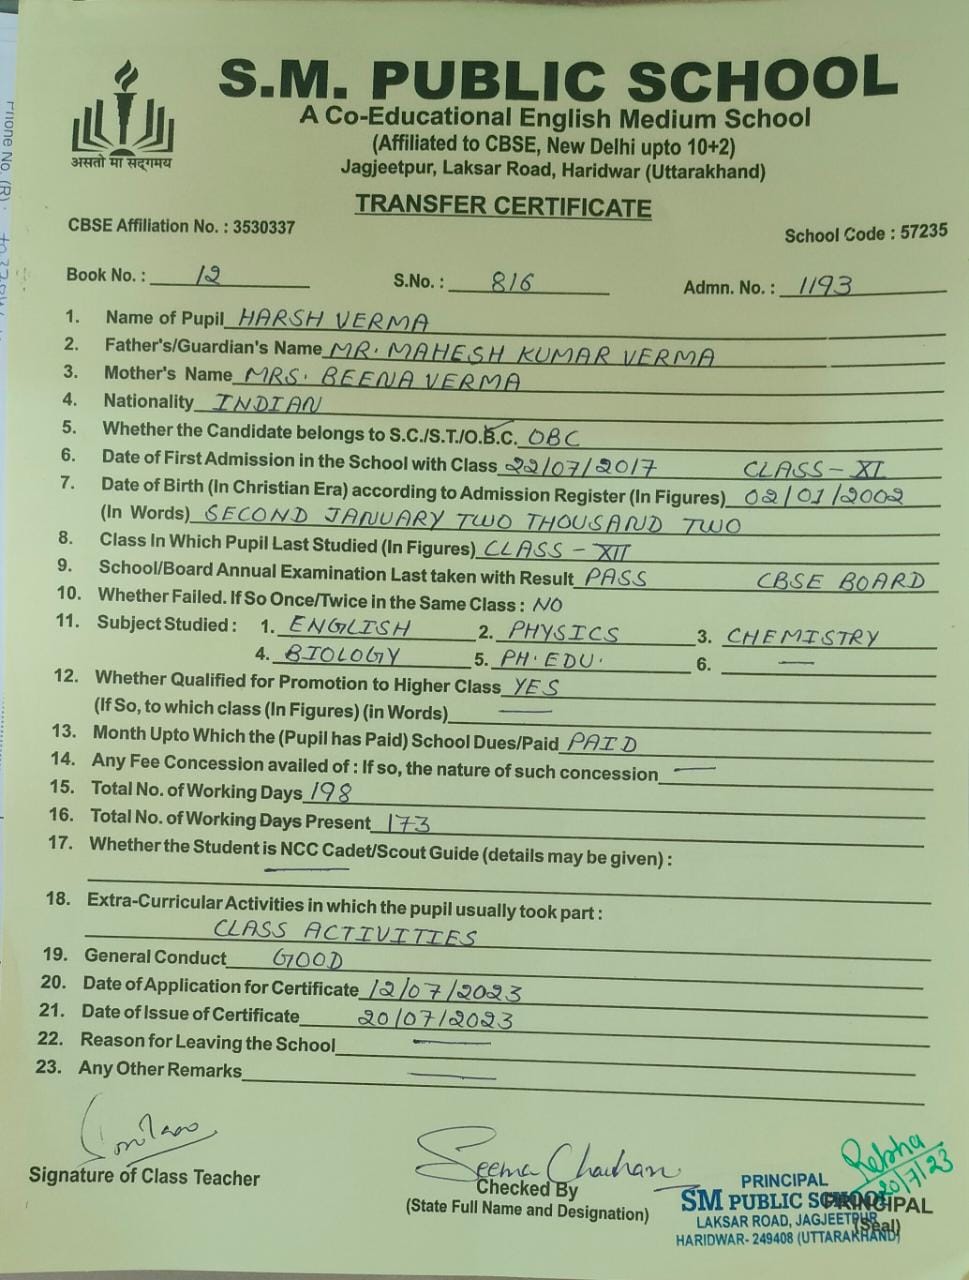 S.M. PUBLIC SCHOOL
असतो मा सद्गमय
A Co-Educational English Medium School
(Affiliated to CBSE, New Delhi upto 10+2)
Jagjeetpur, Laksar Road, Haridwar (Uttarakhand)
TRANSFER CERTIFICATE
CBSE Affiliation No. : 3530337
School Code : 57235
Book No. : 12 S.No. : 816 Admn. No. : 1193
1. Name of Pupil HARSH VERMA
2. Father's/Guardian's Name MR. MAHESH KUMAR VERMA
3. Mother's Name MRS. BEENA VERMA
4. Nationality INDIAN
5. Whether the Candidate belongs to S.C./S.T./O.B.C. OBC
6. Date of First Admission in the School with Class 22/07/2017 CLASS-XI
7. Date of Birth (In Christian Era) according to Admission Register (In Figures) 02/01/2002
(In Words) SECOND JANUARY TWO THOUSAND TWO
8. Class In Which Pupil Last Studied (In Figures) CLASS-XII
9. School/Board Annual Examination Last taken with Result PASS CBSE BOARD
10. Whether Failed. If So Once/Twice in the Same Class : NO
11. Subject Studied : 1. ENGLISH 2. PHYSICS 3. CHEMISTRY
4. BIOLOGY 5. PH.EDU. 6. —
12. Whether Qualified for Promotion to Higher Class YES
(If So, to which class (In Figures) (in Words) —
13. Month Upto Which the (Pupil has Paid) School Dues/Paid PAID
14. Any Fee Concession availed of : If so, the nature of such concession —
15. Total No. of Working Days 198
16. Total No. of Working Days Present 173
17. Whether the Student is NCC Cadet/Scout Guide (details may be given) :
—
18. Extra-Curricular Activities in which the pupil usually took part :
CLASS ACTIVITIES
19. General Conduct GOOD
20. Date of Application for Certificate 12/07/2023
21. Date of Issue of Certificate 20/07/2023
22. Reason for Leaving the School —
23. Any Other Remarks —
Signature of Class Teacher
Seema Chauhan
Checked By
(State Full Name and Designation)
20/7/23
PRINCIPAL
SM PUBLIC SCHOOL
PRINCIPAL
LAKSAR ROAD, JAGJEETPUR
(Seal)
HARIDWAR- 249408 (UTTARAKHAND)